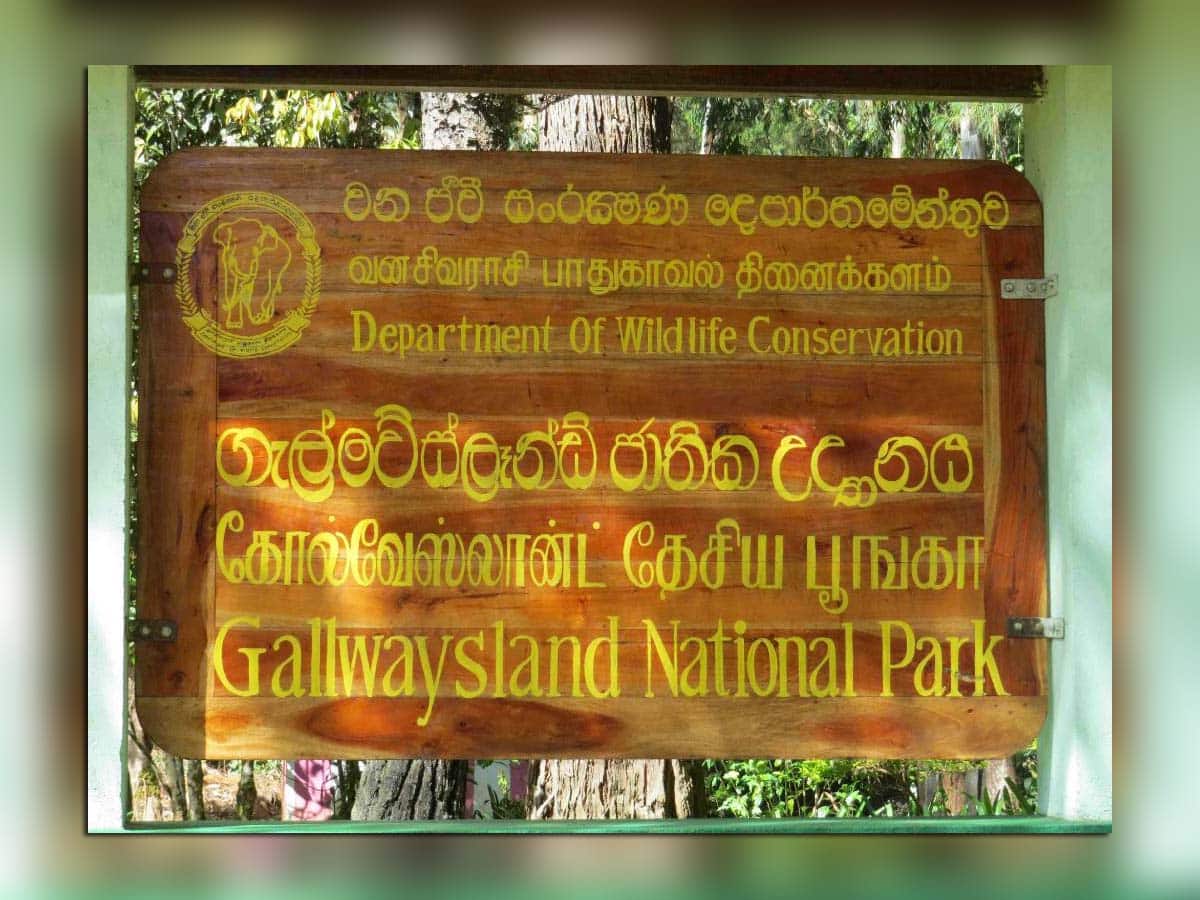 වන ජීවී සංරක්ෂණ දෙපාර්තමේන්තුව
வனசிவராசி பாதுகாவல் தினைக்களம்
Department Of Wildlife Conservation
ගැල්වේස්ලෑන්ඩ් ජාතික උද්‍යානය
கோல்வேஸ்லான்ட் தேசிய பூங்கா
Gallwaysland National Park